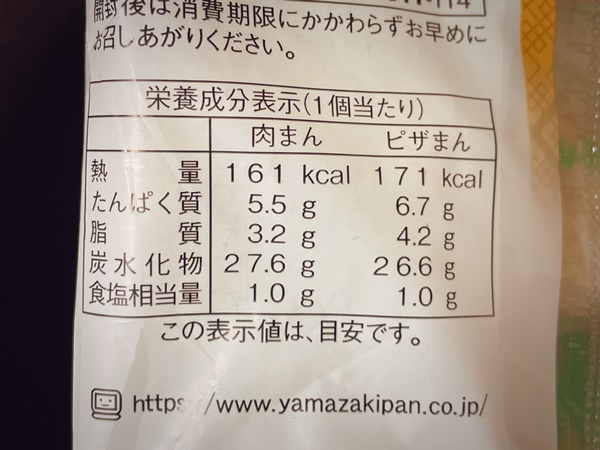 開封後は消費期限にかかわらずお早めに
お召しあがりください。
栄養成分表示(1個当たり)
肉まん ピザまん
熱量 161 kcal 171 kcal
たんぱく質 5.5 g 6.7 g
脂質 3.2 g 4.2 g
炭水化物 27.6 g 26.6 g
食塩相当量 1.0 g 1.0 g
この表示値は、目安です。
https://www.yamazakipan.co.jp/